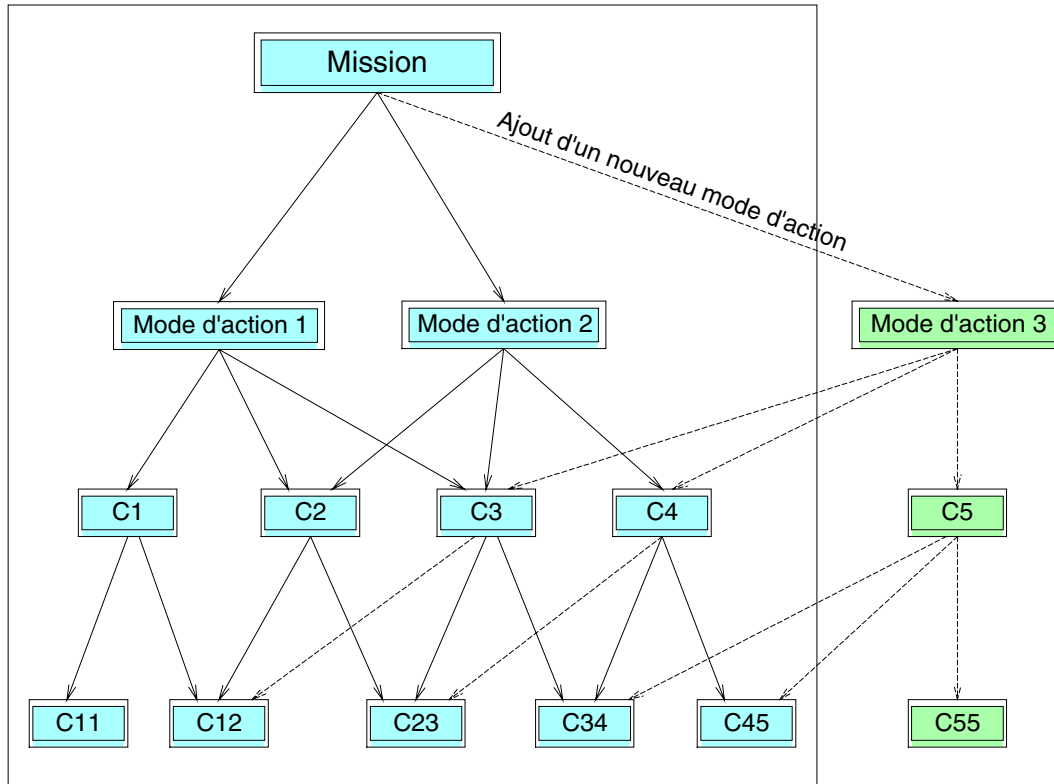 Mission
Ajout d'un nouveau mode d'action
Mode d'action 1
Mode d'action 2
Mode d'action 3
C1
C2
C3
C4
C5
C11
C12
C23
C34
C45
C55